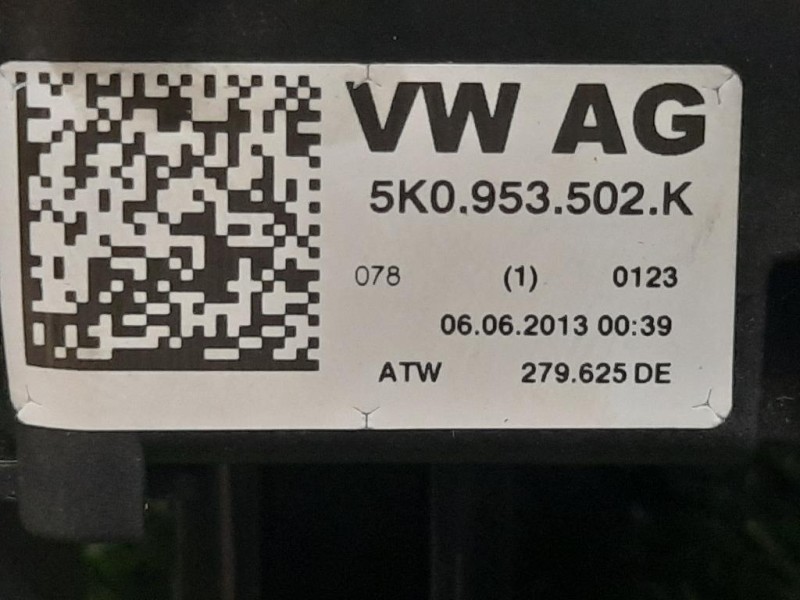 VW AG
5K0.953.502.K
078 (1) 0123
06.06.2013 00:39
ATW 279.625 DE